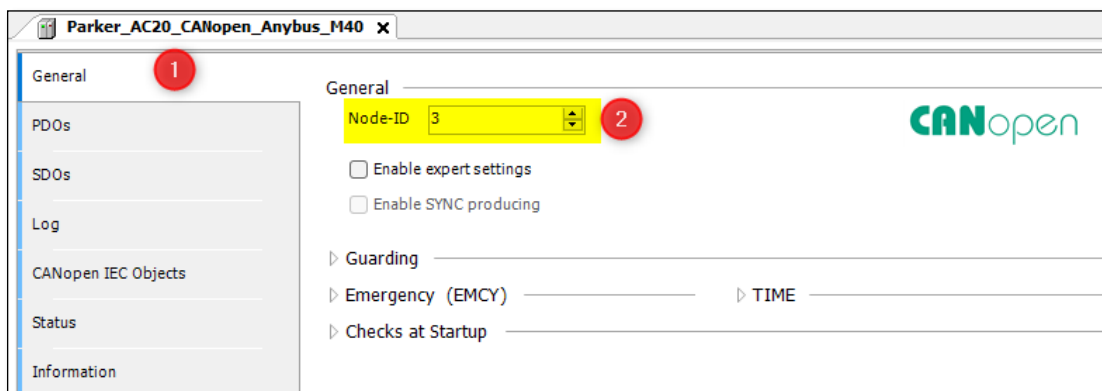 Parker_AC20_CANopen_Anybus_M40 X
General
1
PDOs
SDOs
Log
CANopen IEC Objects
Status
Information
General
Node-ID 3
2
CANopen
Enable expert settings
Enable SYNC producing
Guarding
Emergency (EMCY)
TIME
Checks at Startup